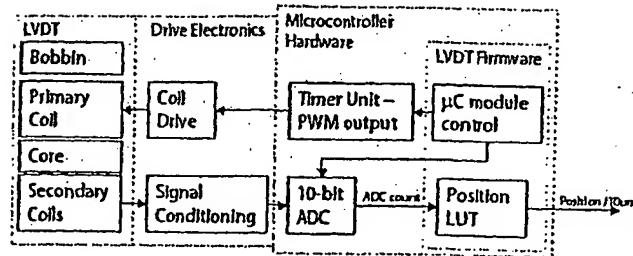 LVDT
Drive Electronics
Microcontroller
Hardware
LVDT Firmware
Bobbin
Primary
Coil
Core
Secondary
Coils
Coil
Drive
Signal
Conditioning
Timer Unit –
PWM output
10-bit
ADC
µC module
control
ADC count
Position
LUT
Position